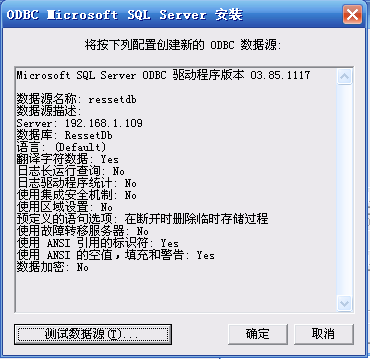 ODBC Microsoft SQL Server 安装
将按下列配置创建新的 ODBC 数据源:
Microsoft SQL Server ODBC 驱动程序版本 03.85.1117
数据源名称: ressetdb
数据源描述:
Server: 192.168.1.109
数据库: RessetDb
语言: (Default)
翻译字符数据: Yes
日志长运行查询: No
日志驱动程序统计: No
使用集成安全机制: No
使用区域设置: No
预定义的语句选项: 在断开时删除临时存储过程
使用故障转移服务器: No
使用 ANSI 引用的标识符: Yes
使用 ANSI 的空值，填充和警告: Yes
数据加密: No
测试数据源(T)...
确定
取消